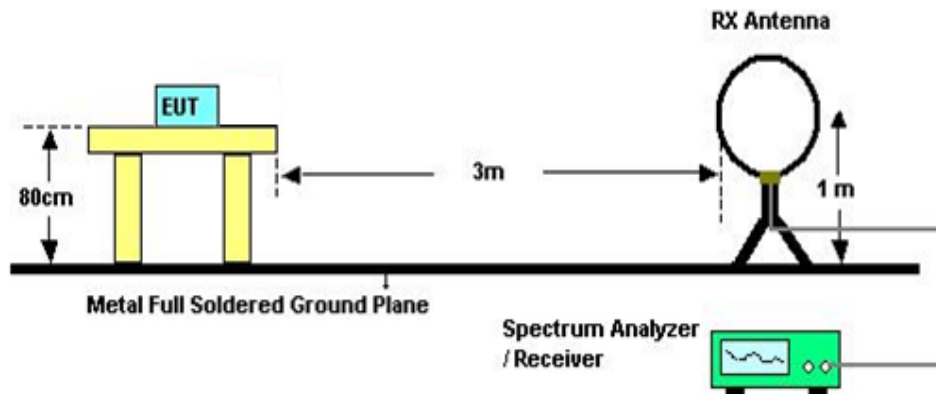 RX Antenna
EUT
80cm
3m
1 m
Metal Full Soldered Ground Plane
Spectrum Analyzer
/ Receiver